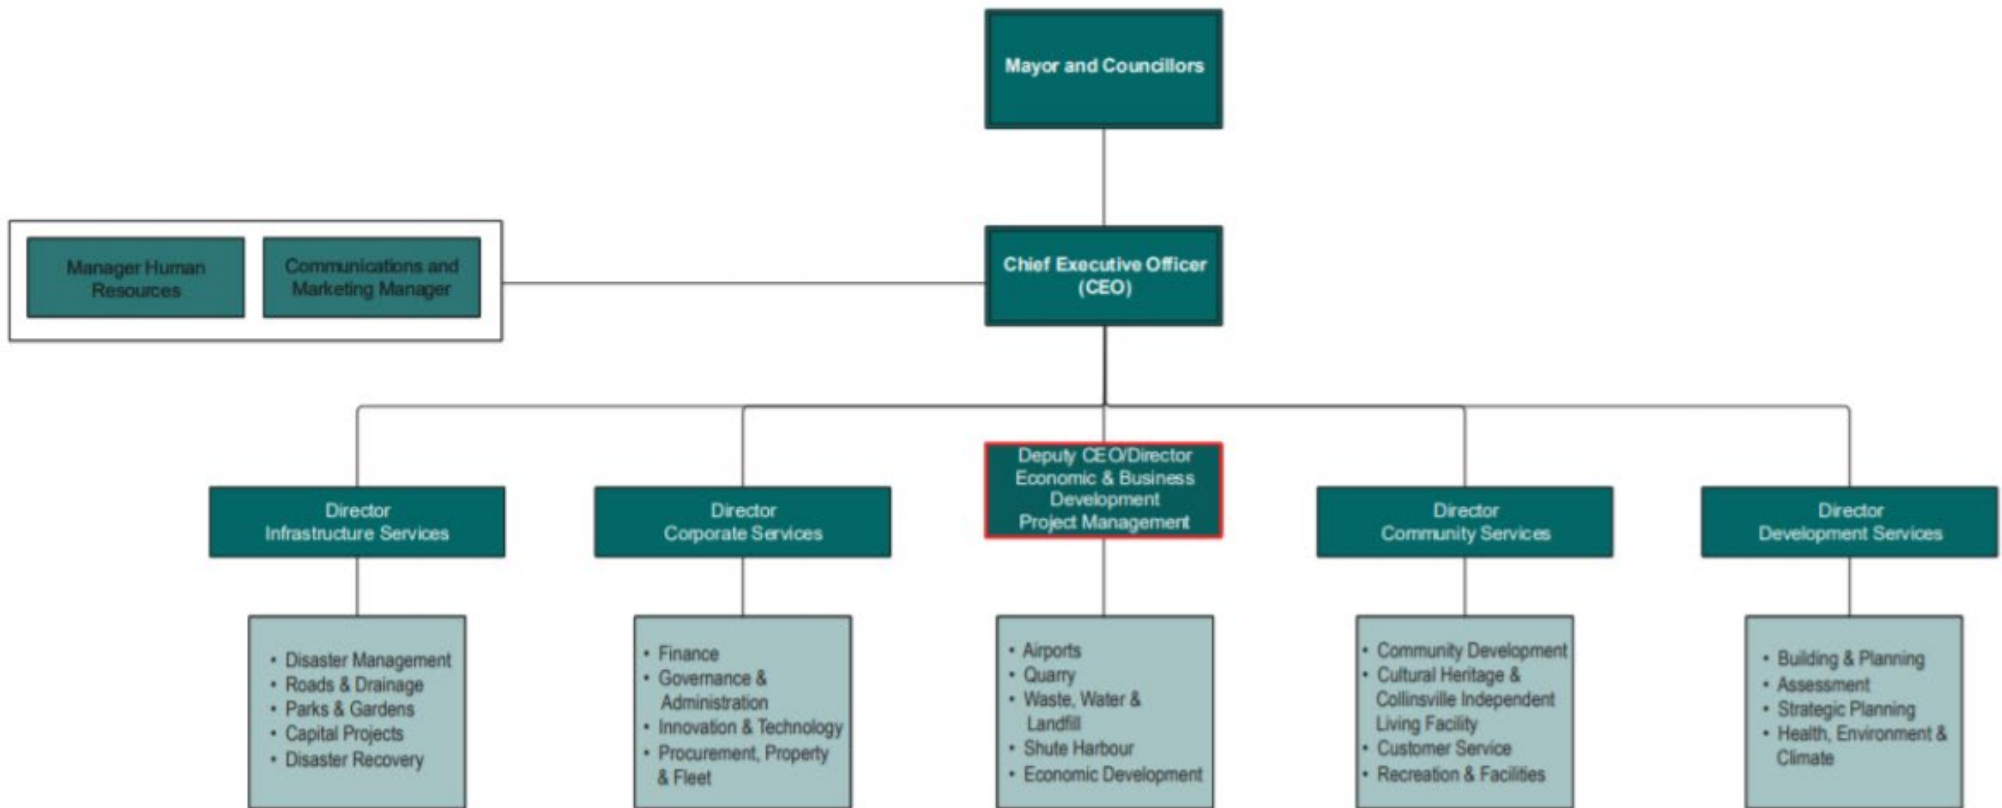 Mayor and Councillors
Manager Human
Resources
Communications and
Marketing Manager
Chief Executive Officer
(CEO)
Director
Infrastructure Services
Director
Corporate Services
Deputy CEO/Director
Economic & Business
Development
Project Management
Director
Community Services
Director
Development Services
• Disaster Management
• Roads & Drainage
• Parks & Gardens
• Capital Projects
• Disaster Recovery
• Finance
• Governance &
Administration
• Innovation & Technology
• Procurement, Property
& Fleet
• Airports
• Quarry
• Waste, Water &
Landfill
• Shute Harbour
• Economic Development
• Community Development
• Cultural Heritage &
Collinsville Independent
Living Facility
• Customer Service
• Recreation & Facilities
• Building & Planning
• Assessment
• Strategic Planning
• Health, Environment &
Climate